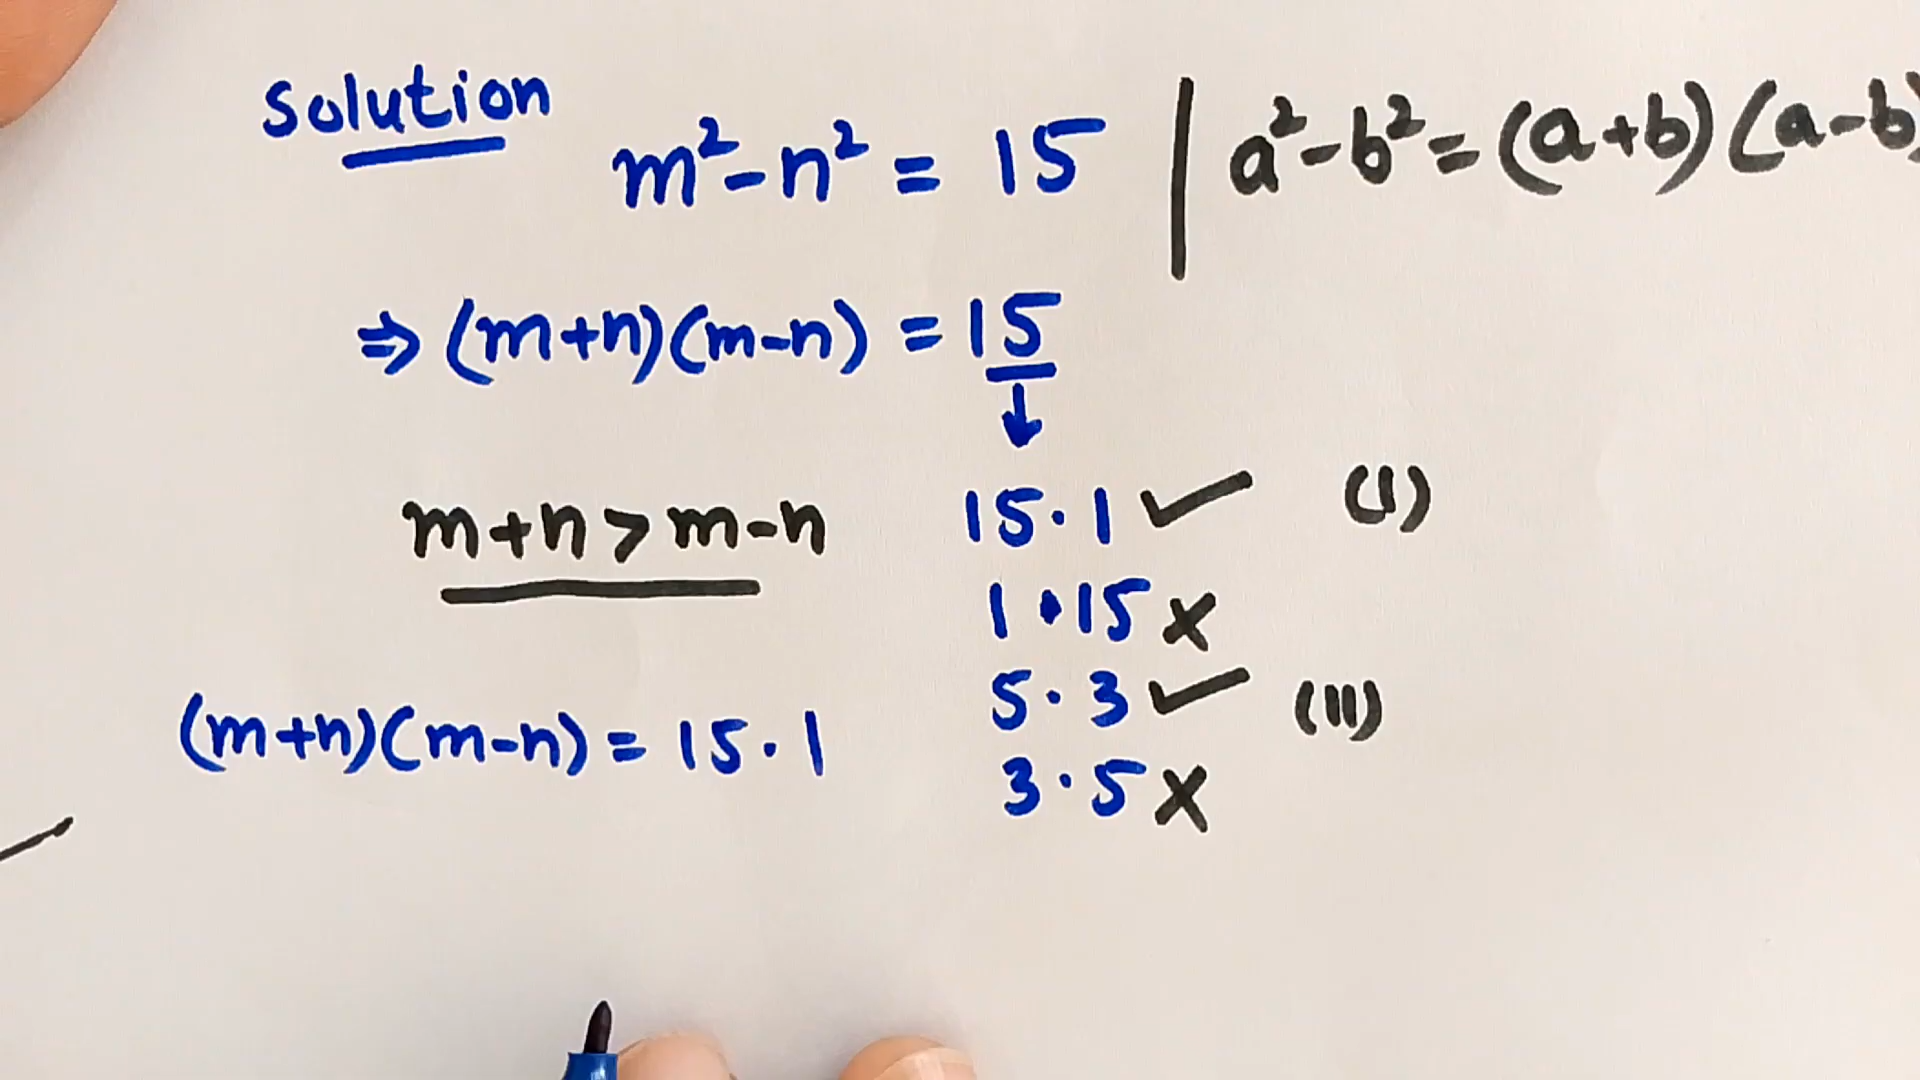 Solution
m² - n² = 15 | a² - b² = (a+b)(a-b)
⇒ (m+n)(m-n) = 15
↓
m+n > m-n
15 · 1 ✓ (I)
1 · 15 x
5 · 3 ✓ (II)
(m+n)(m-n) = 15 · 1
3 · 5 x